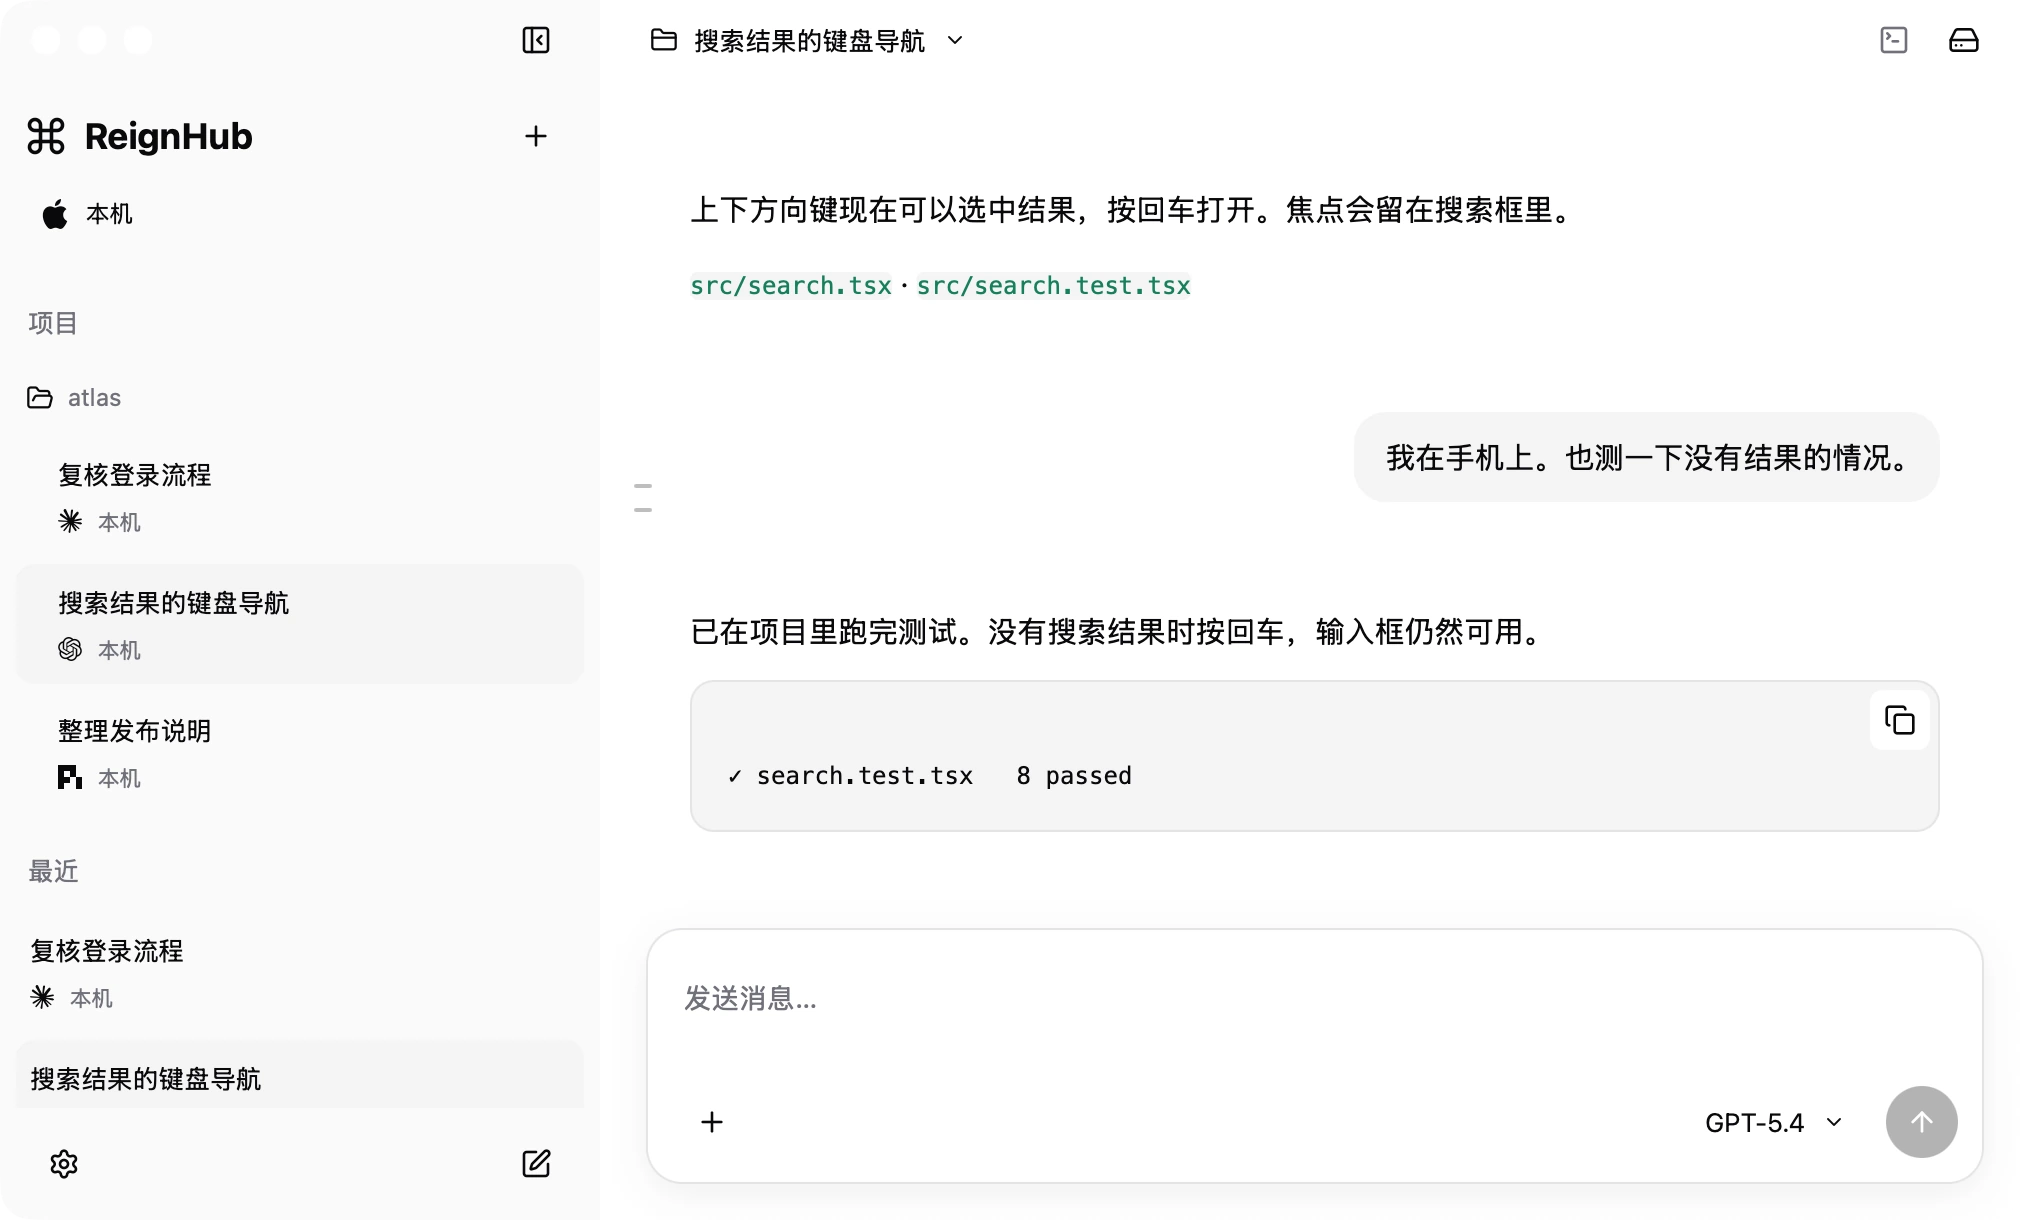 ReignHub
本机
项目
atlas
复核登录流程
本机
搜索结果的键盘导航
本机
整理发布说明
本机
最近
复核登录流程
本机
搜索结果的键盘导航
搜索结果的键盘导航
上下方向键现在可以选中结果，按回车打开。焦点会留在搜索框里。
src/search.tsx · src/search.test.tsx
我在手机上。也测一下没有结果的情况。
已在项目里跑完测试。没有搜索结果时按回车，输入框仍然可用。
✓ search.test.tsx   8 passed
发送消息...
GPT-5.4